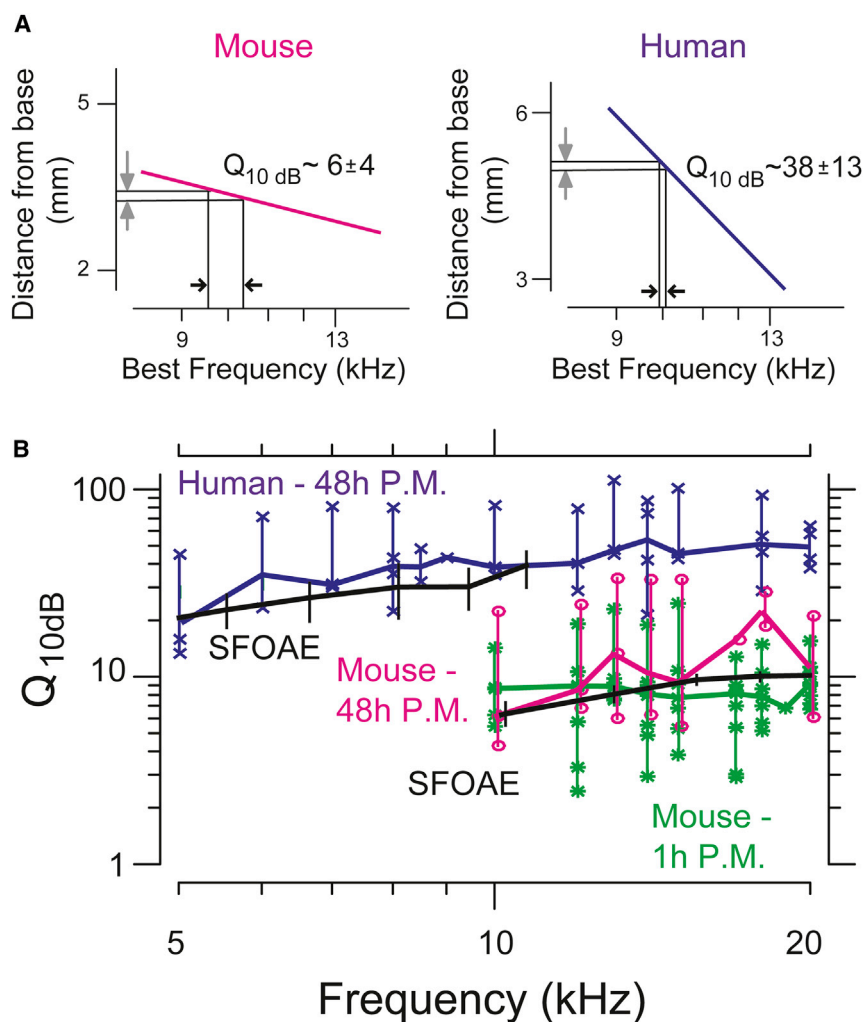 A
Mouse
Human
Distance from base
(mm)
5
2
Q10 dB~ 6±4
9
13
Best Frequency (kHz)
Distance from base
(mm)
6
3
Q10 dB~38±13
9
13
Best Frequency (kHz)
B
Human - 48h P.M.
100
10
1
Q10dB
SFOAE
Mouse -
48h P.M.
SFOAE
Mouse -
1h P.M.
5
10
20
Frequency (kHz)